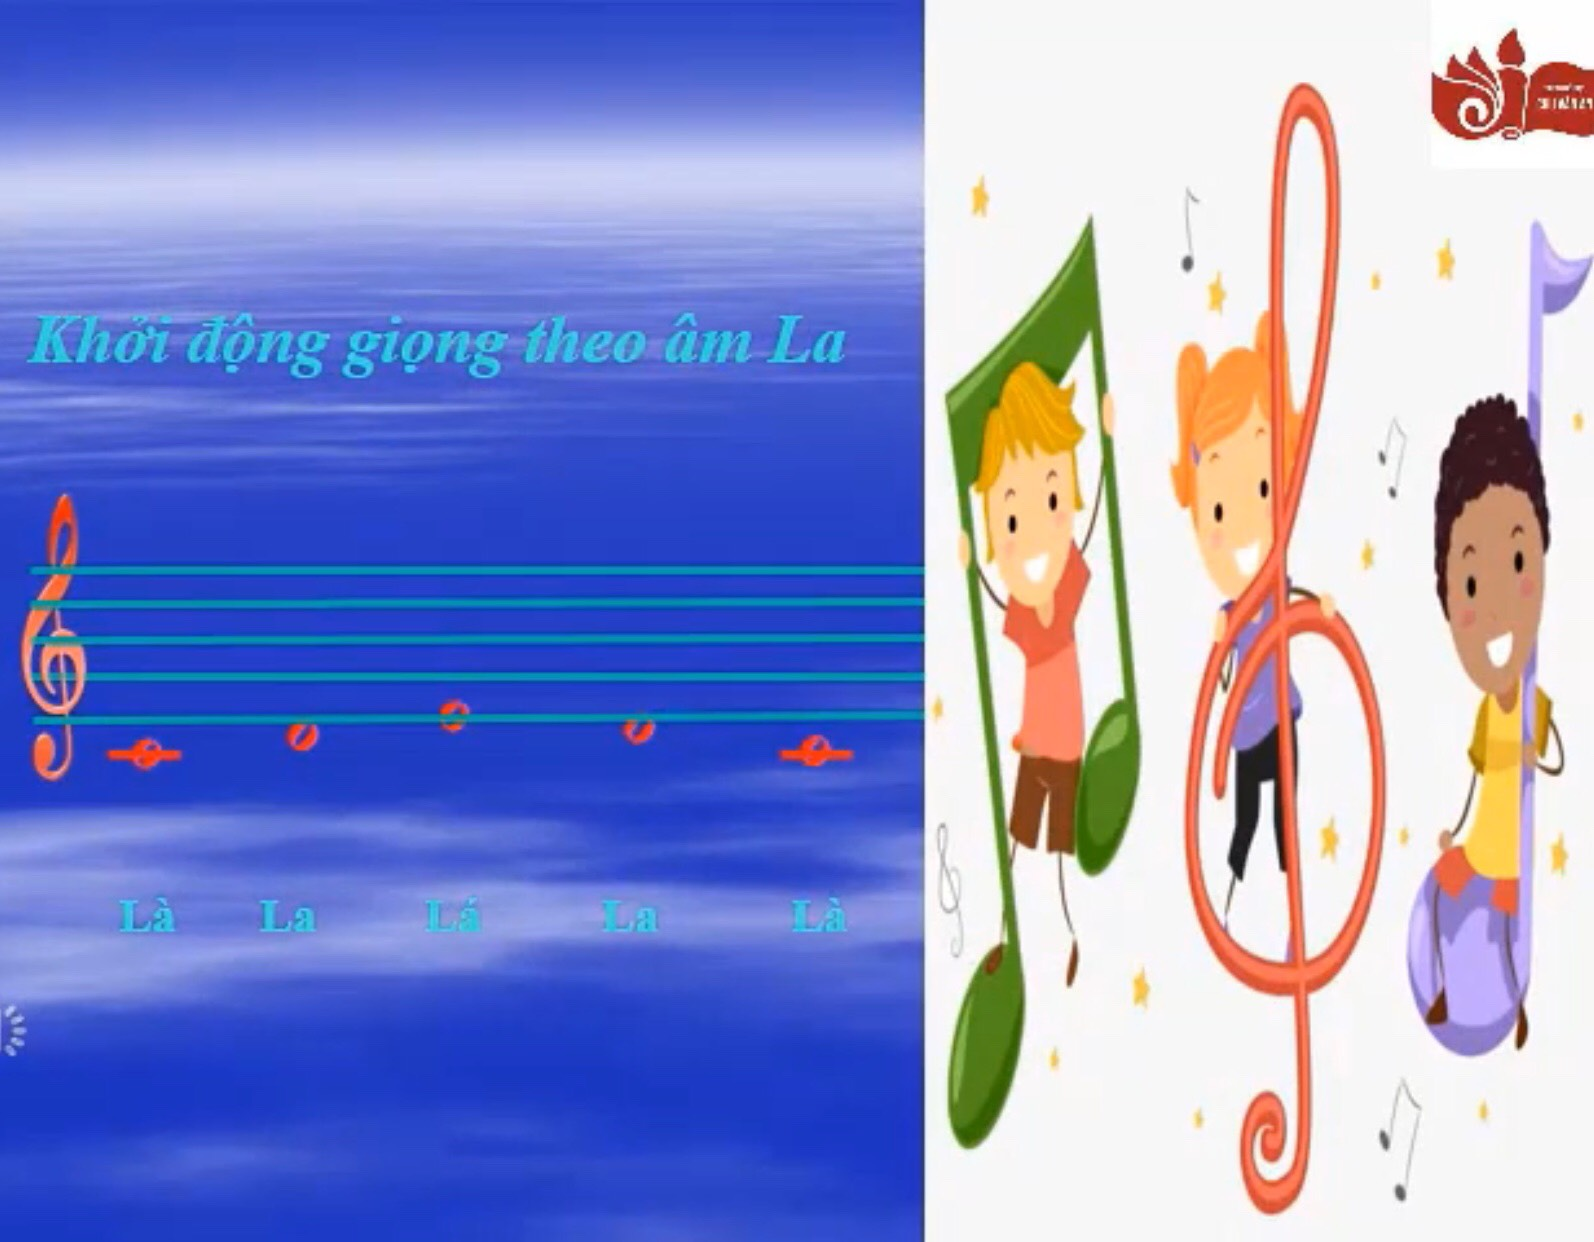 Khởi động giọng theo âm La
Là La Lá La Là